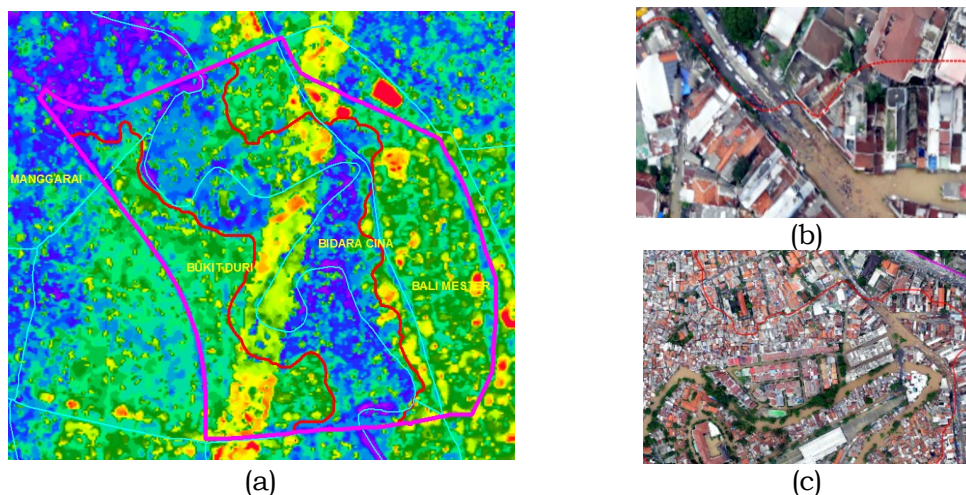 MANGGARAI
BUKIT DURI
BIDARA CINA
BALI MESTER
(a)
(b)
(c)